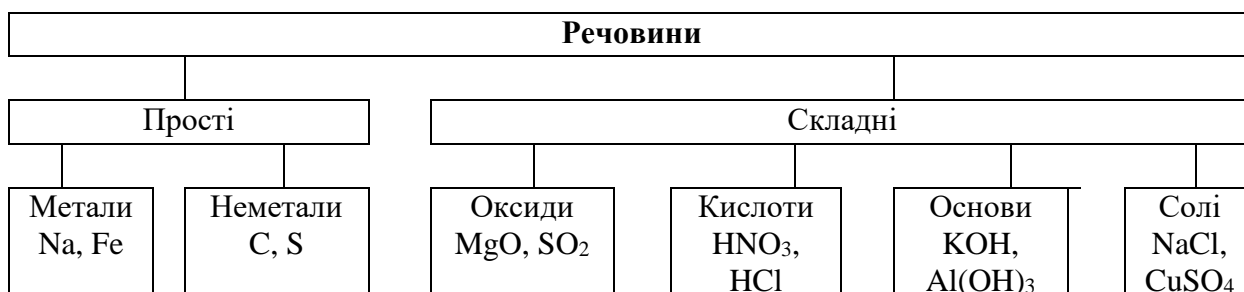 Речовини
Прості
Складні
Метали
Na, Fe
Неметали
C, S
Оксиди
MgO, SO₂
Кислоти
HNO₃,
HCl
Основи
KOH,
Al(OH)₃
Солі
NaCl,
CuSO₄